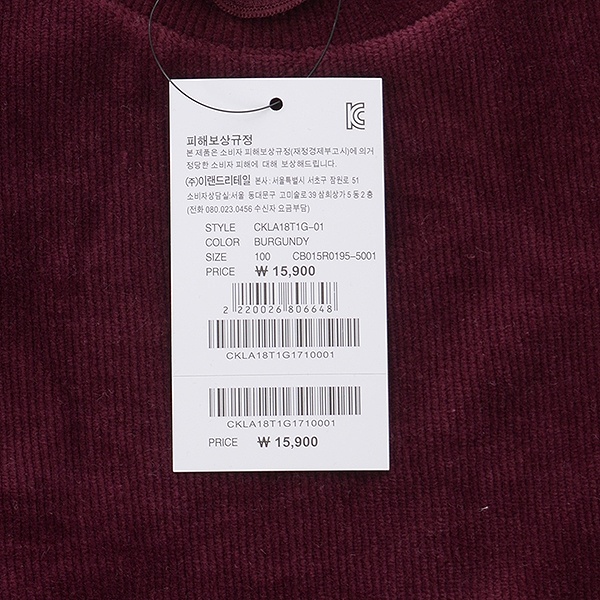 KC
피해보상규정
본 제품은 소비자 피해보상규정(재정경제부고시)에 의거
정당한 소비자 피해에 대해 보상해드립니다.
(주)이랜드리테일 본사:서울특별시 서초구 잠원로 51
소비자상담실:서울 동대문구 고미술로 39 삼희상가 5동 2층
(전화 080.023.0456 수신자 요금부담)
STYLE CKLA18T1G-01
COLOR BURGUNDY
SIZE 100 CB015R0195-5001
PRICE ₩ 15,900
2 220026 806648
CKLA18T1G1710001
CKLA18T1G1710001
PRICE ₩ 15,900